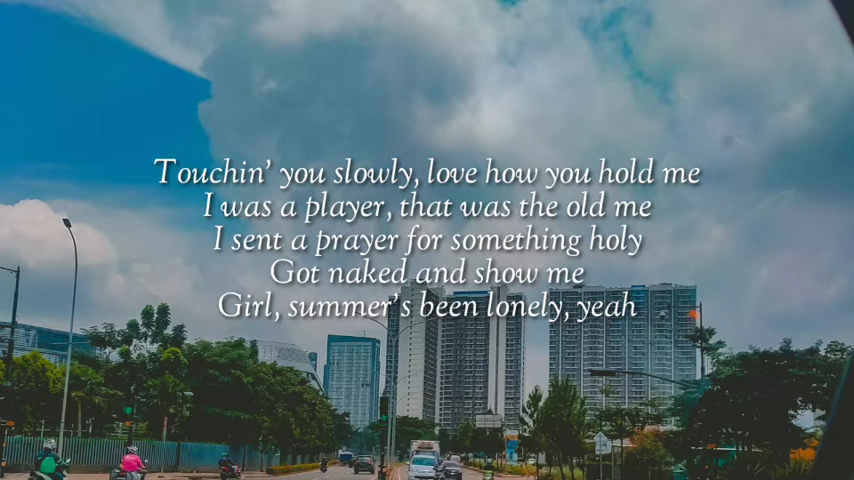 Touchin' you slowly, love how you hold me
I was a player, that was the old me
I sent a prayer for something holy
Got naked and show me
Girl, summer's been lonely, yeah